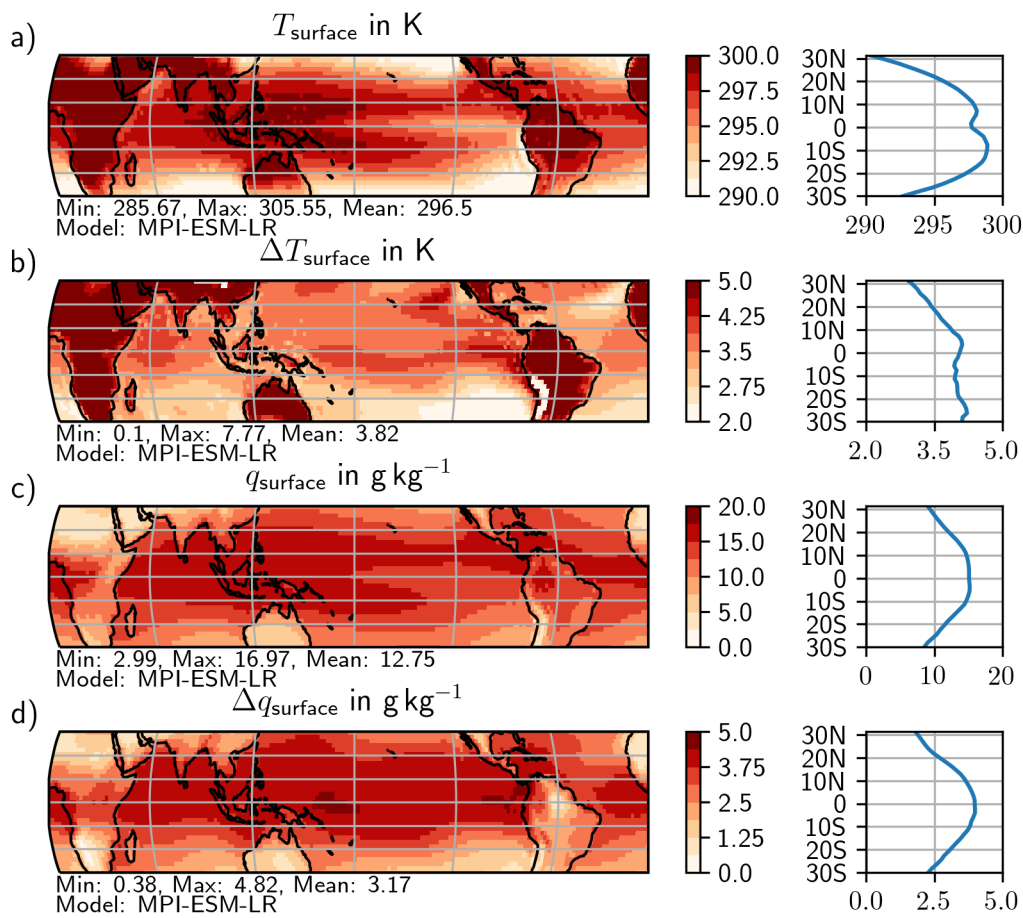 a)
T_surface in K
300.0
297.5
295.0
292.5
290.0
30N
20N
10N
0
10S
20S
30S
290 295 300
Min: 285.67, Max: 305.55, Mean: 296.5
Model: MPI-ESM-LR
b)
ΔT_surface in K
5.0
4.25
3.5
2.75
2.0
30N
20N
10N
0
10S
20S
30S
2.0 3.5 5.0
Min: 0.1, Max: 7.77, Mean: 3.82
Model: MPI-ESM-LR
c)
q_surface in g kg⁻¹
20.0
15.0
10.0
5.0
0.0
30N
20N
10N
0
10S
20S
30S
0 10 20
Min: 2.99, Max: 16.97, Mean: 12.75
Model: MPI-ESM-LR
d)
Δq_surface in g kg⁻¹
5.0
3.75
2.5
1.25
0.0
30N
20N
10N
0
10S
20S
30S
0.0 2.5 5.0
Min: 0.38, Max: 4.82, Mean: 3.17
Model: MPI-ESM-LR